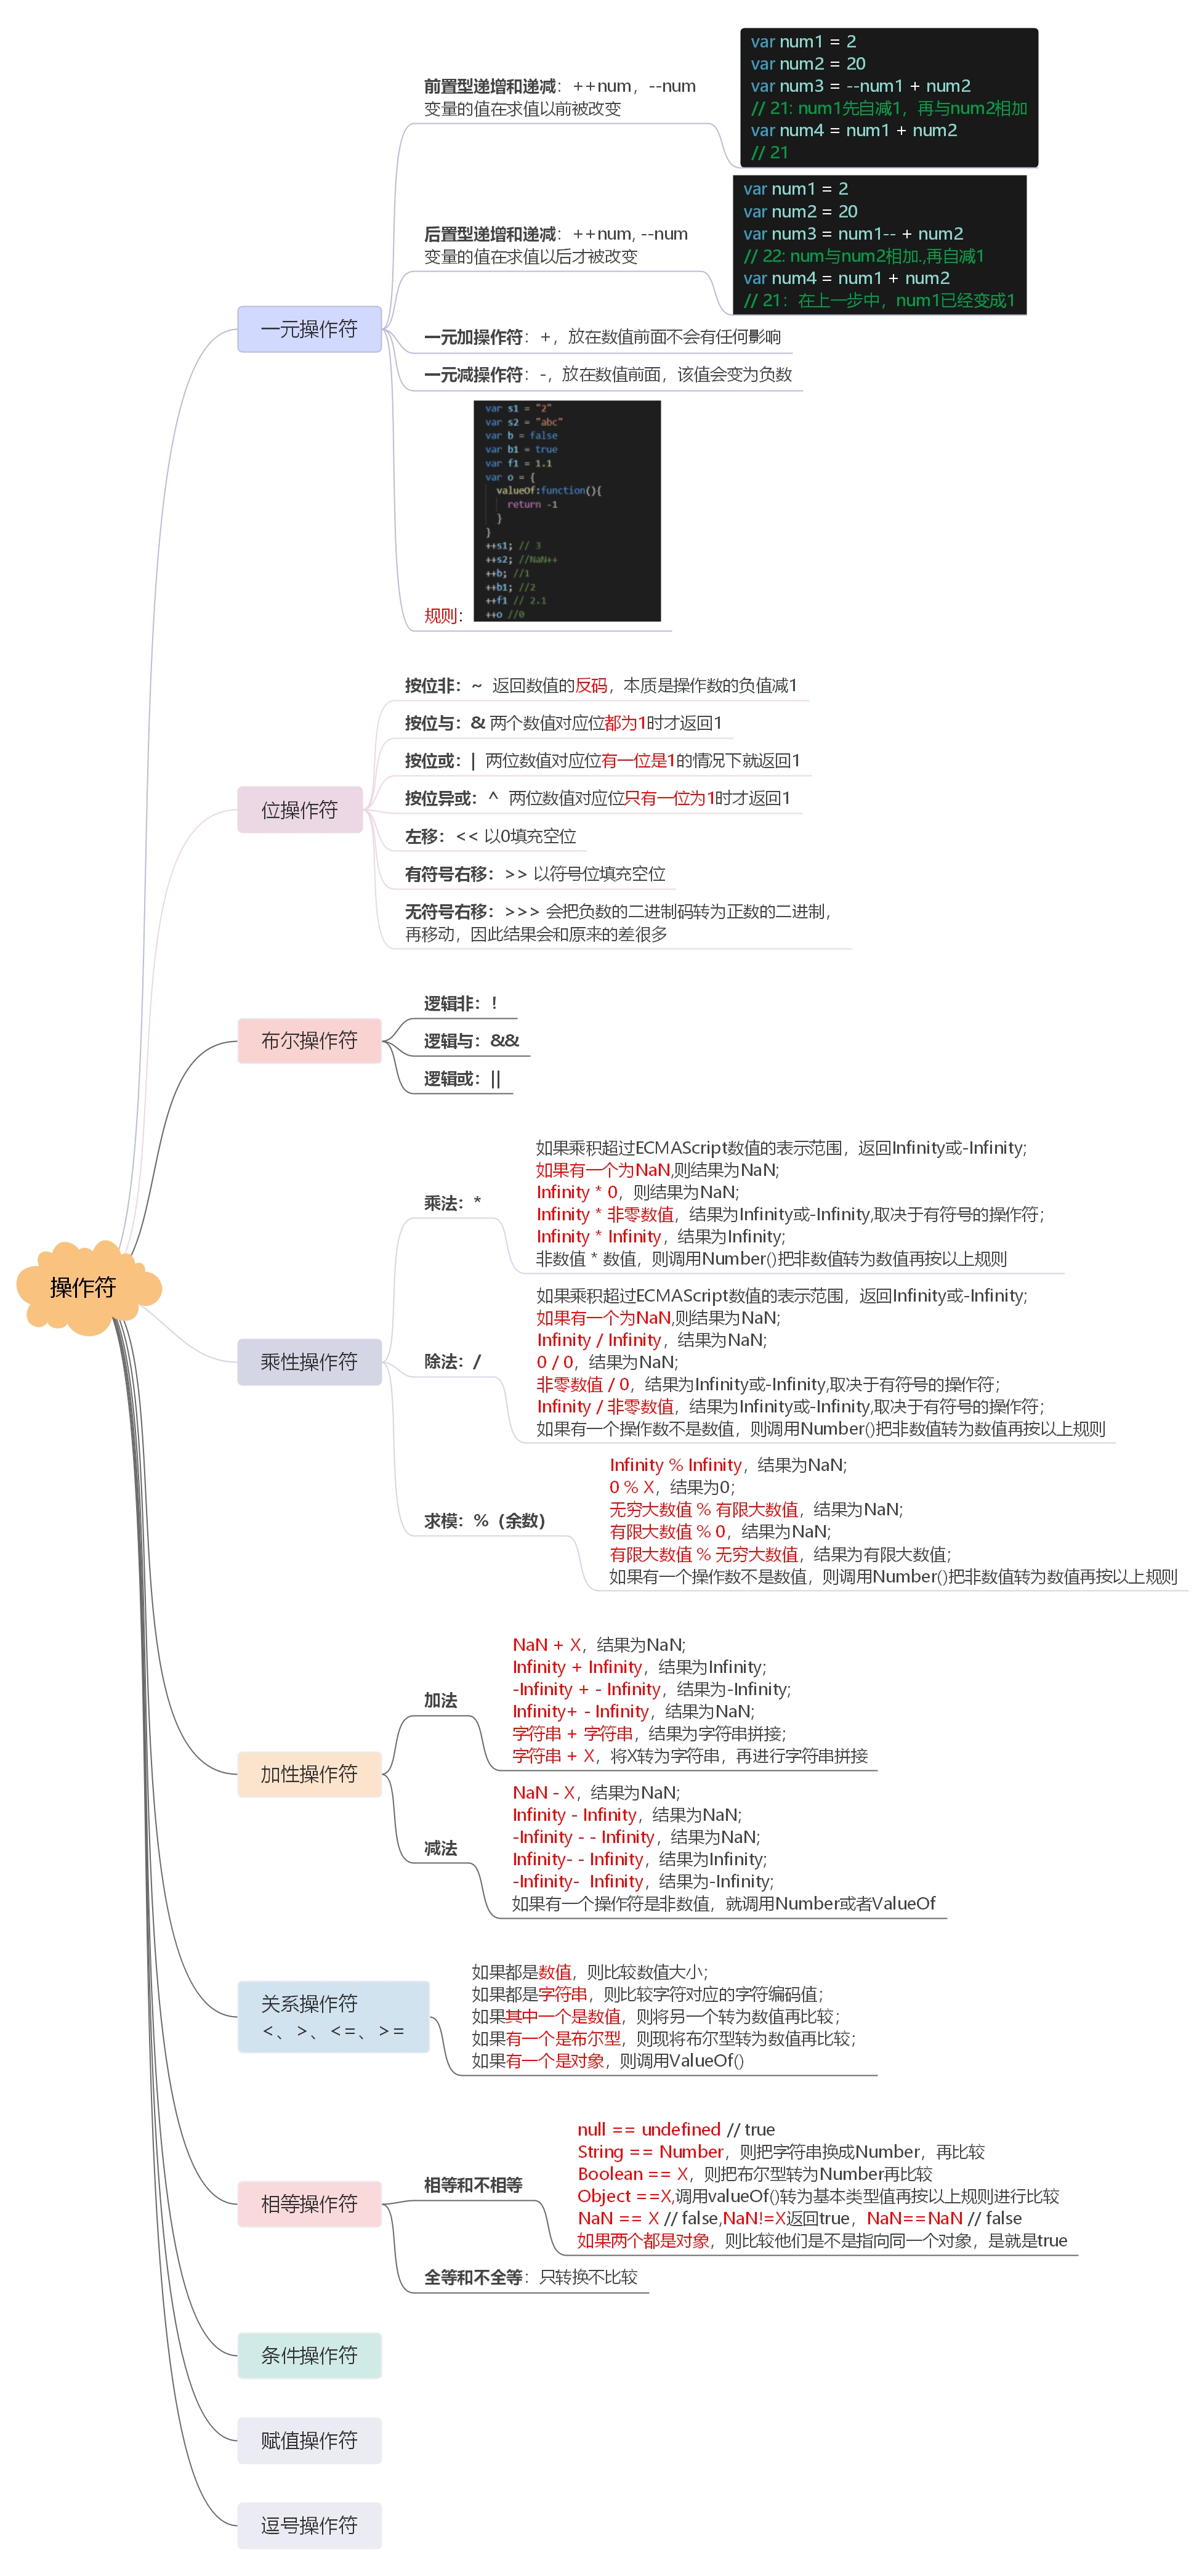 操作符
一元操作符
前置型递增和递减：++num，--num
变量的值在求值以前被改变
var num1 = 2
var num2 = 20
var num3 = --num1 + num2
// 21: num1先自减1，再与num2相加
var num4 = num1 + num2
// 21
后置型递增和递减：++num, --num
变量的值在求值以后才被改变
var num1 = 2
var num2 = 20
var num3 = num1-- + num2
// 22: num与num2相加.,再自减1
var num4 = num1 + num2
// 21：在上一步中，num1已经变成1
一元加操作符：+，放在数值前面不会有任何影响
一元减操作符：-，放在数值前面，该值会变为负数
规则：
var s1 = "2"
var s2 = "abc"
var b = false
var b1 = true
var f1 = 1.1
var o = {
valueOf:function(){
return -1
}
}
++s1; // 3
++s2; //NaN++
++b; //1
++b1; //2
++f1 // 2.1
++o //0
位操作符
按位非：~ 返回数值的反码，本质是操作数的负值减1
按位与：& 两个数值对应位都为1时才返回1
按位或：| 两位数值对应位有一位是1的情况下就返回1
按位异或：^ 两位数值对应位只有一位为1时才返回1
左移：<< 以0填充空位
有符号右移：>> 以符号位填充空位
无符号右移：>>> 会把负数的二进制码转为正数的二进制，
再移动，因此结果会和原来的差很多
布尔操作符
逻辑非：！
逻辑与：&&
逻辑或：||
乘性操作符
乘法：*
如果乘积超过ECMAScript数值的表示范围，返回Infinity或-Infinity;
如果有一个为NaN,则结果为NaN;
Infinity * 0，则结果为NaN;
Infinity * 非零数值，结果为Infinity或-Infinity,取决于有符号的操作符；
Infinity * Infinity，结果为Infinity;
非数值 * 数值，则调用Number()把非数值转为数值再按以上规则
除法：/
如果乘积超过ECMAScript数值的表示范围，返回Infinity或-Infinity;
如果有一个为NaN,则结果为NaN;
Infinity / Infinity，结果为NaN;
0 / 0，结果为NaN;
非零数值 / 0，结果为Infinity或-Infinity,取决于有符号的操作符；
Infinity / 非零数值，结果为Infinity或-Infinity,取决于有符号的操作符；
如果有一个操作数不是数值，则调用Number()把非数值转为数值再按以上规则
求模：%（余数）
Infinity % Infinity，结果为NaN;
0 % X，结果为0；
无穷大数值 % 有限大数值，结果为NaN;
有限大数值 % 0，结果为NaN;
有限大数值 % 无穷大数值，结果为有限大数值；
如果有一个操作数不是数值，则调用Number()把非数值转为数值再按以上规则
加性操作符
加法
NaN + X，结果为NaN;
Infinity + Infinity，结果为Infinity;
-Infinity + - Infinity，结果为-Infinity;
Infinity+ - Infinity，结果为NaN;
字符串 + 字符串，结果为字符串拼接；
字符串 + X，将X转为字符串，再进行字符串拼接
减法
NaN - X，结果为NaN;
Infinity - Infinity，结果为NaN;
-Infinity - - Infinity，结果为NaN;
Infinity- - Infinity，结果为Infinity;
-Infinity- Infinity，结果为-Infinity;
如果有一个操作符是非数值，就调用Number或者ValueOf
关系操作符
<、>、<=、>=
如果都是数值，则比较数值大小；
如果都是字符串，则比较字符对应的字符编码值；
如果其中一个是数值，则将另一个转为数值再比较；
如果有一个是布尔型，则现将布尔型转为数值再比较；
如果有一个是对象，则调用ValueOf()
相等操作符
相等和不相等
null == undefined // true
String == Number，则把字符串换成Number，再比较
Boolean == X，则把布尔型转为Number再比较
Object ==X,调用valueOf()转为基本类型值再按以上规则进行比较
NaN == X // false,NaN!=X返回true，NaN==NaN // false
如果两个都是对象，则比较他们是不是指向同一个对象，是就是true
全等和不全等：只转换不比较
条件操作符
赋值操作符
逗号操作符